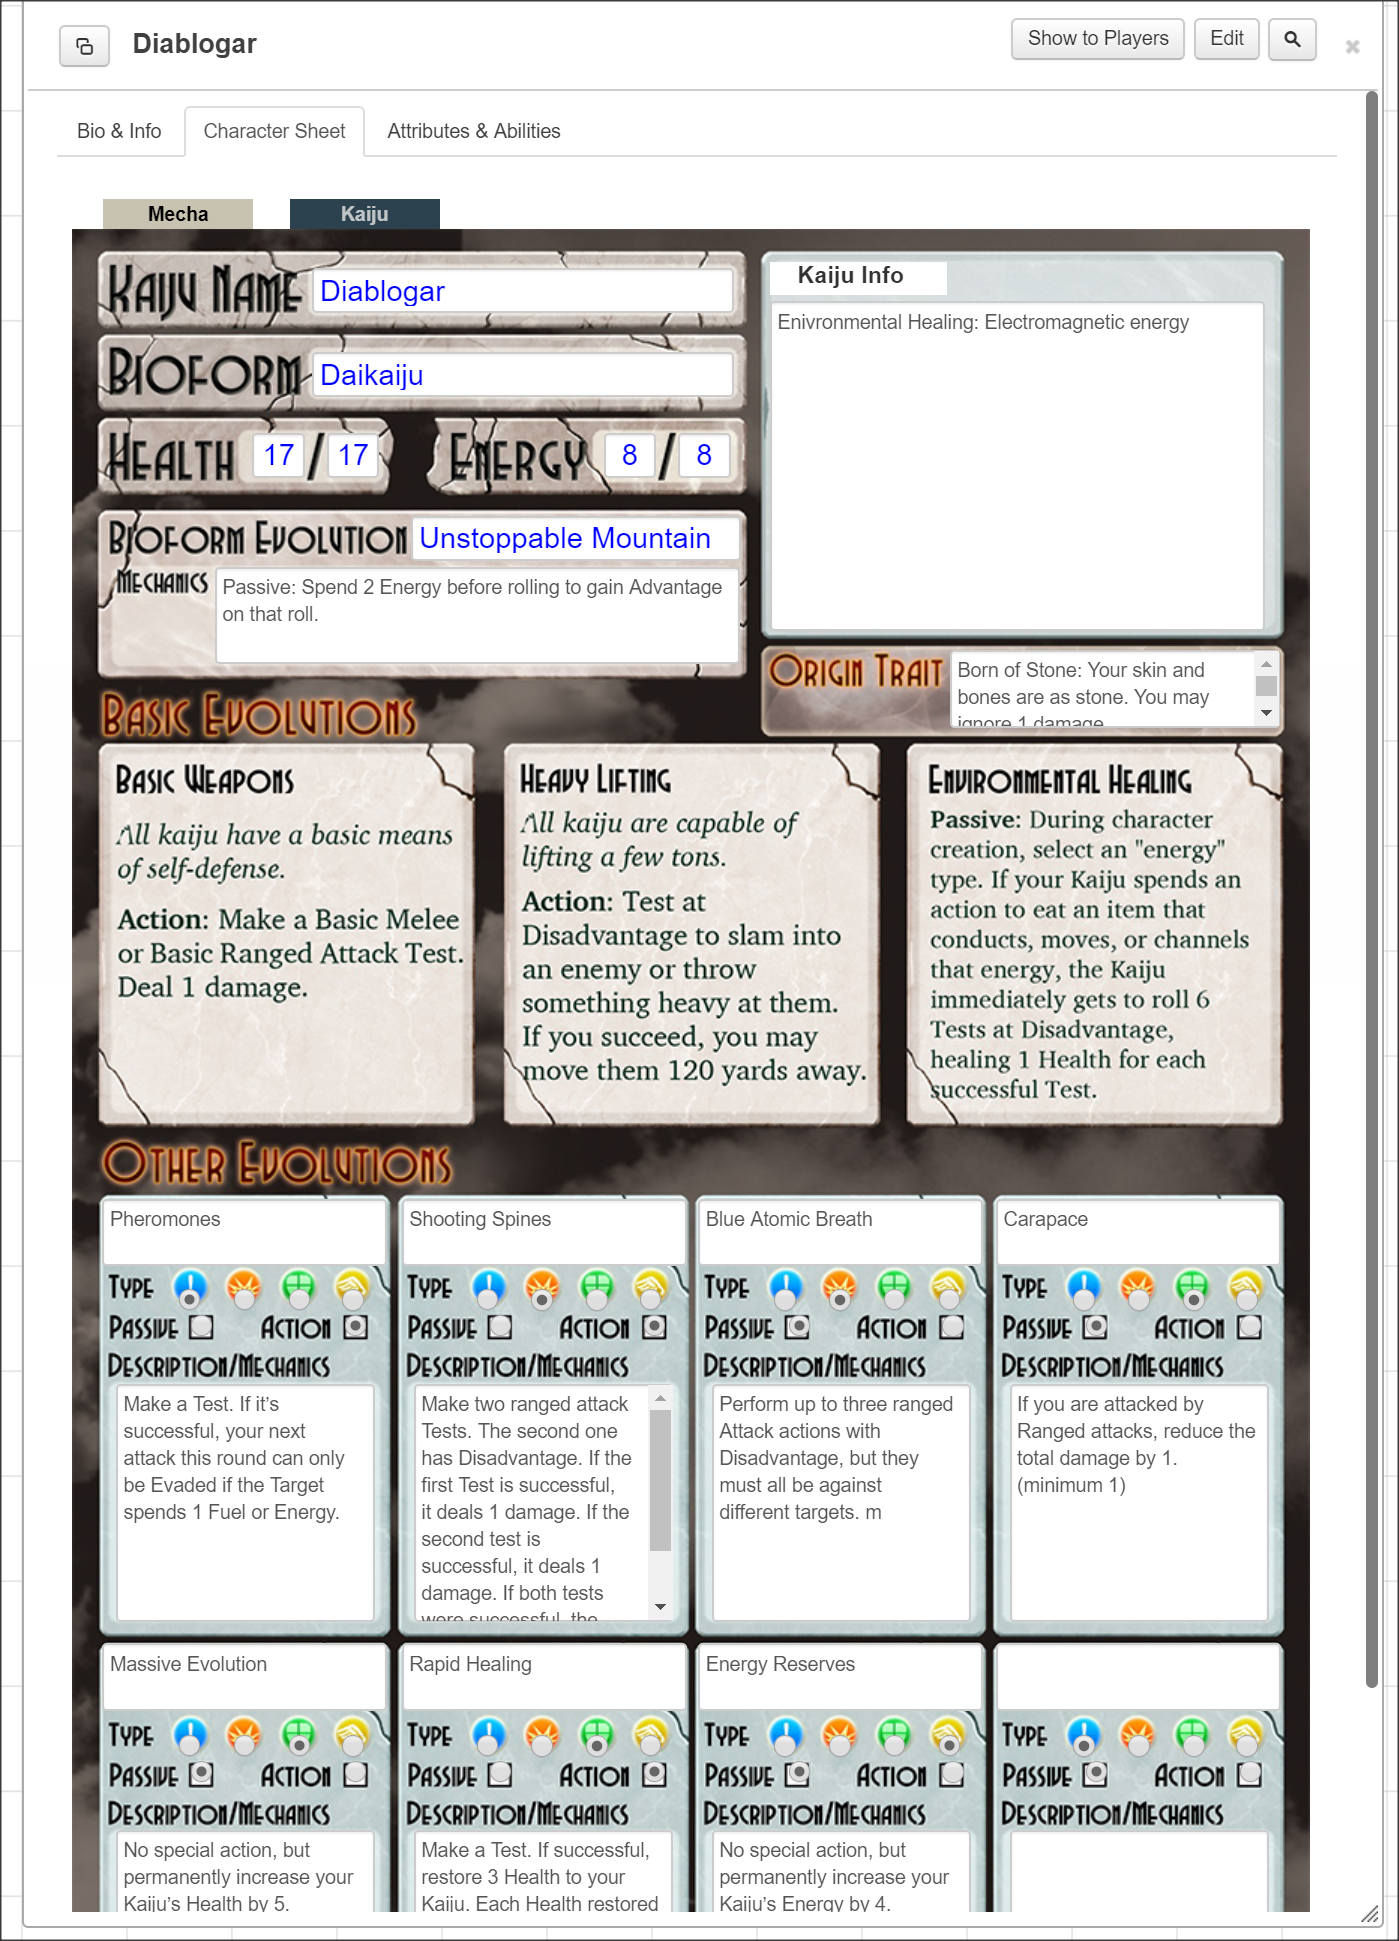 Diablogar
Show to Players
Edit
Bio & Info
Character Sheet
Attributes & Abilities
Mecha
Kaiju
Kaiju Name
Diablogar
Bioform
Daikaiju
Health
17 / 17
Energy
8 / 8
Bioform Evolution
Unstoppable Mountain
Mechanics
Passive: Spend 2 Energy before rolling to gain Advantage
on that roll.
Kaiju Info
Enivronmental Healing: Electromagnetic energy
Origin Trait
Born of Stone: Your skin and
bones are as stone. You may
ignore 1 damage
Basic Evolutions
Basic Weapons
All kaiju have a basic means
of self-defense.
Action: Make a Basic Melee
or Basic Ranged Attack Test.
Deal 1 damage.
Heavy Lifting
All kaiju are capable of
lifting a few tons.
Action: Test at
Disadvantage to slam into
an enemy or throw
something heavy at them.
If you succeed, you may
move them 120 yards away.
Environmental Healing
Passive: During character
creation, select an "energy"
type. If your Kaiju spends an
action to eat an item that
conducts, moves, or channels
that energy, the Kaiju
immediately gets to roll 6
Tests at Disadvantage,
healing 1 Health for each
successful Test.
Other Evolutions
Pheromones
Type
Passive
Action
Description/Mechanics
Make a Test. If it’s
successful, your next
attack this round can only
be Evaded if the Target
spends 1 Fuel or Energy.
Shooting Spines
Type
Passive
Action
Description/Mechanics
Make two ranged attack
Tests. The second one
has Disadvantage. If the
first Test is successful,
it deals 1 damage. If the
second test is
successful, it deals 1
damage. If both tests
were successful, the
Blue Atomic Breath
Type
Passive
Action
Description/Mechanics
Perform up to three ranged
Attack actions with
Disadvantage, but they
must all be against
different targets. m
Carapace
Type
Passive
Action
Description/Mechanics
If you are attacked by
Ranged attacks, reduce the
total damage by 1.
(minimum 1)
Massive Evolution
Type
Passive
Action
Description/Mechanics
No special action, but
permanently increase your
Kaiju’s Health by 5.
Rapid Healing
Type
Passive
Action
Description/Mechanics
Make a Test. If successful,
restore 3 Health to your
Kaiju. Each Health restored
Energy Reserves
Type
Passive
Action
Description/Mechanics
No special action, but
permanently increase your
Kaiju’s Energy by 4.
Type
Passive
Action
Description/Mechanics